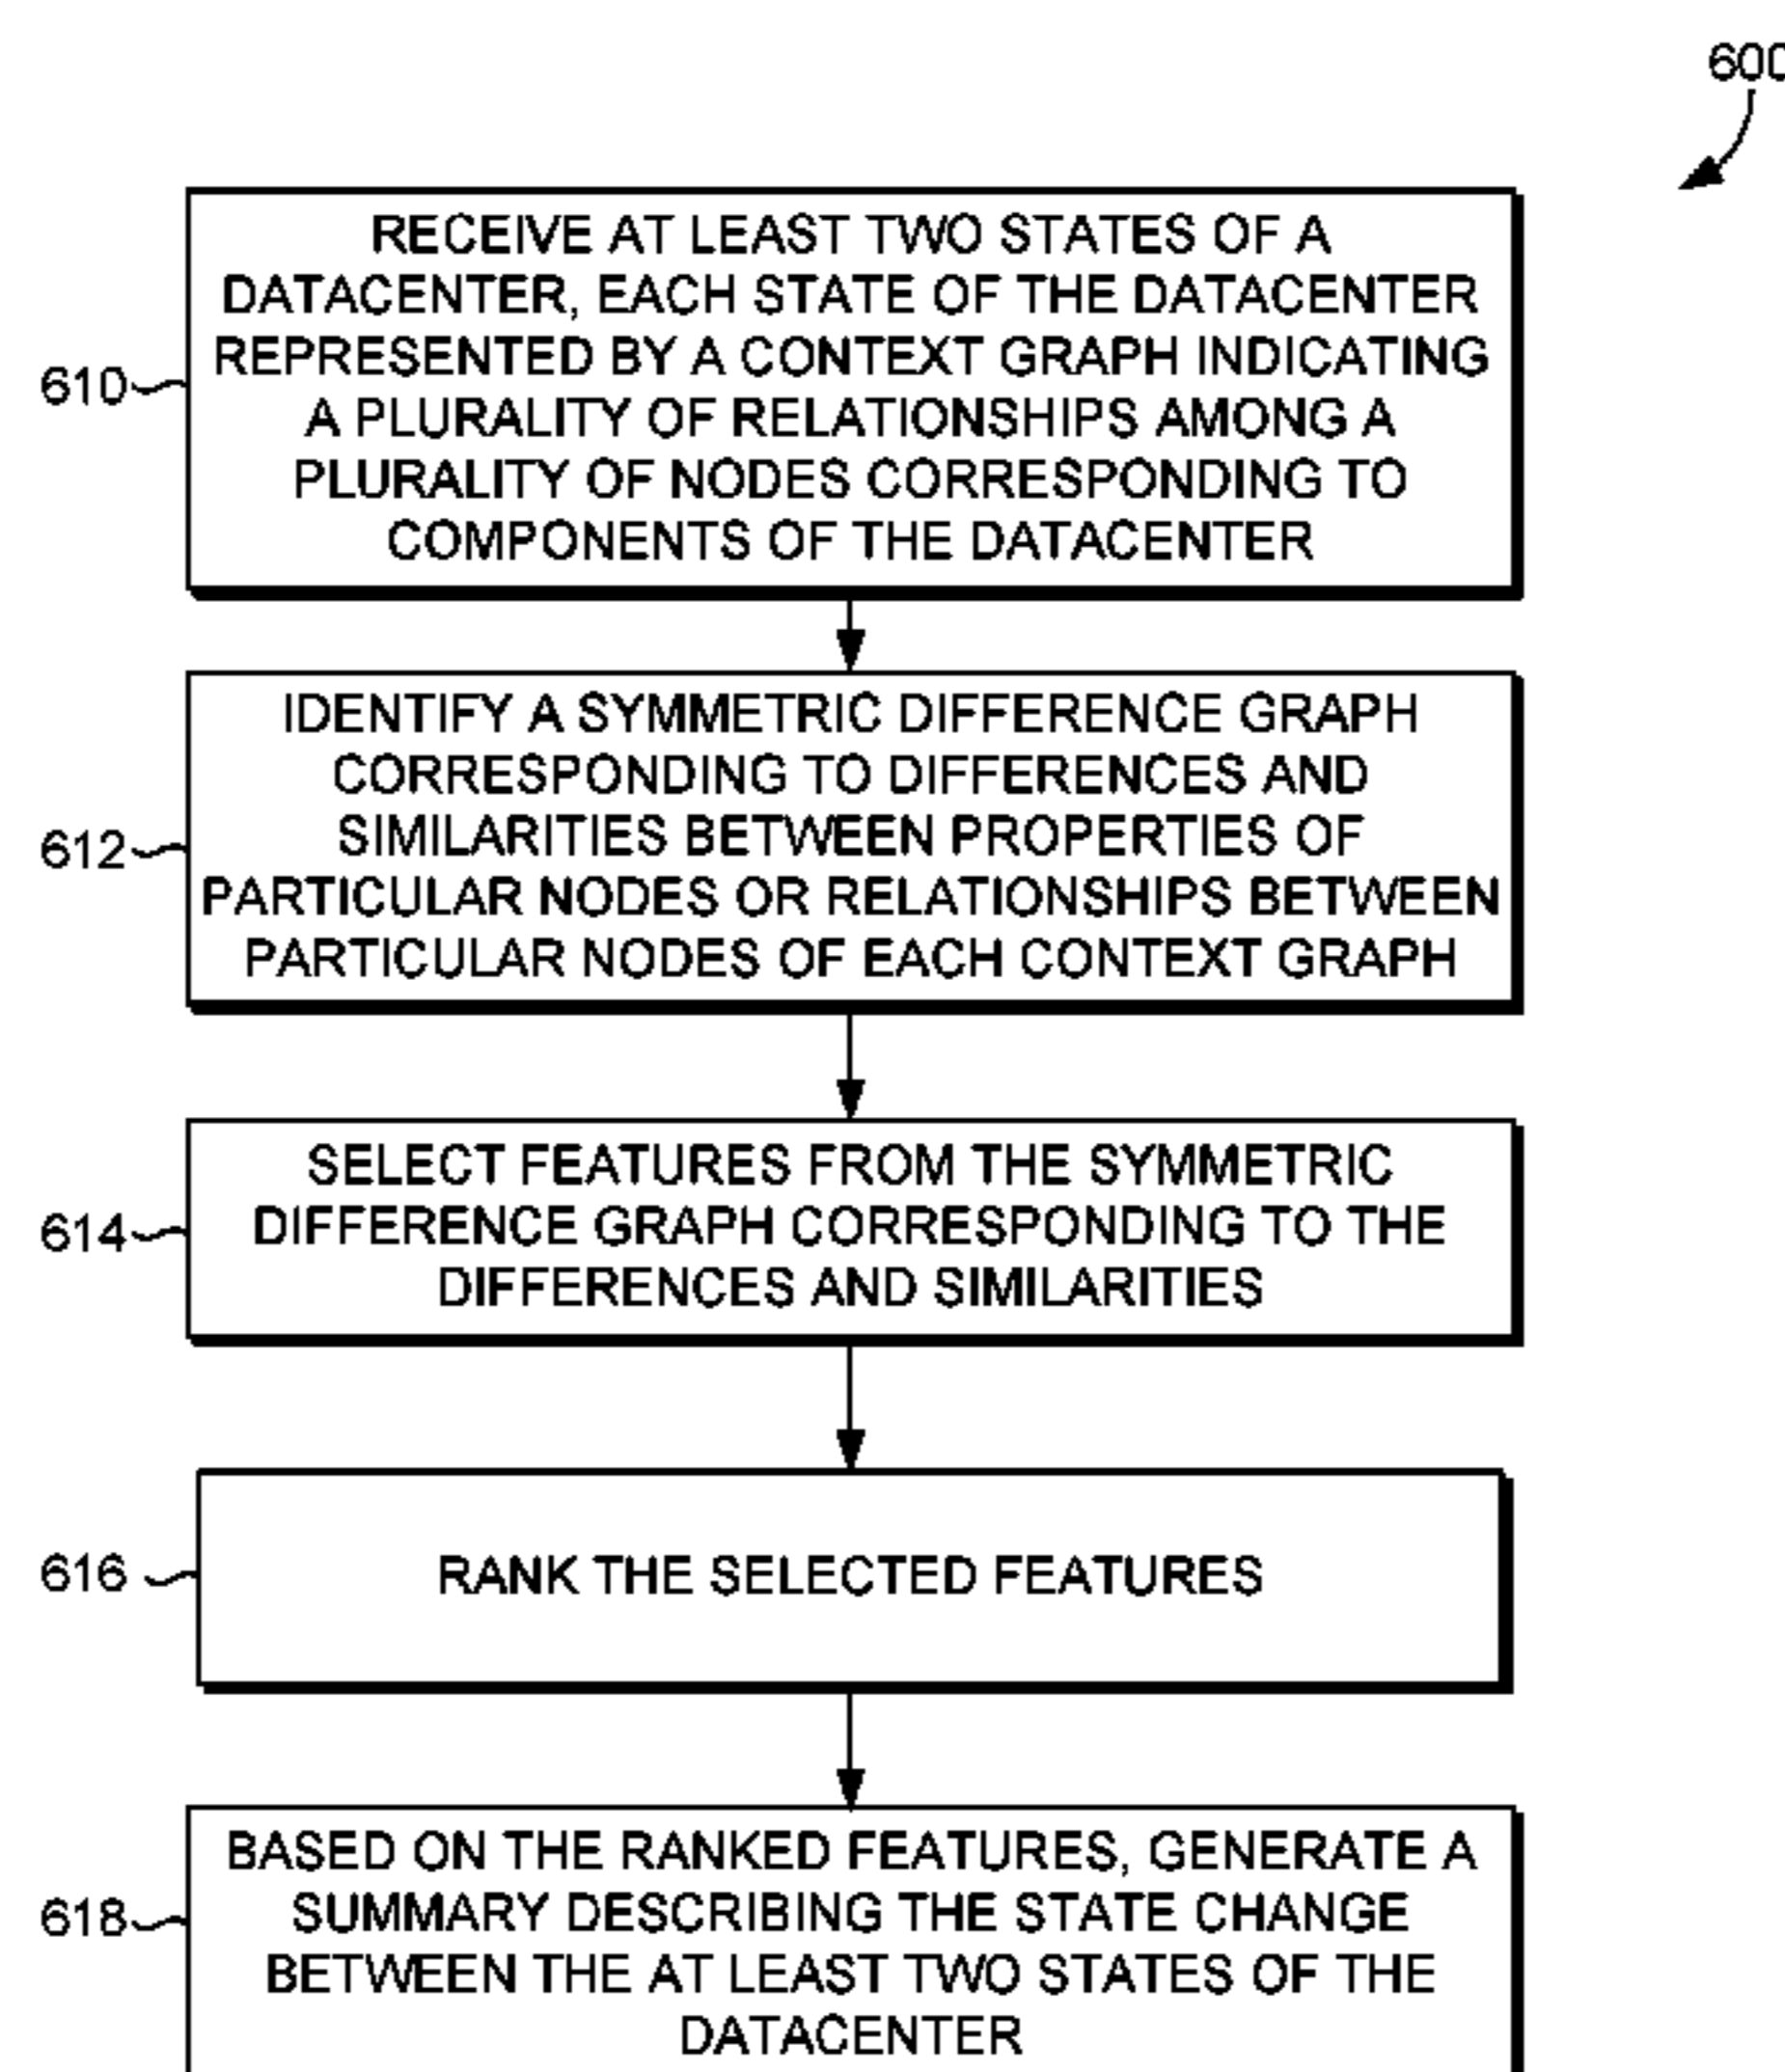 600
RECEIVE AT LEAST TWO STATES OF A
DATACENTER, EACH STATE OF THE DATACENTER
REPRESENTED BY A CONTEXT GRAPH INDICATING
A PLURALITY OF RELATIONSHIPS AMONG A
PLURALITY OF NODES CORRESPONDING TO
COMPONENTS OF THE DATACENTER
610
IDENTIFY A SYMMETRIC DIFFERENCE GRAPH
CORRESPONDING TO DIFFERENCES AND
SIMILARITIES BETWEEN PROPERTIES OF
PARTICULAR NODES OR RELATIONSHIPS BETWEEN
PARTICULAR NODES OF EACH CONTEXT GRAPH
612
SELECT FEATURES FROM THE SYMMETRIC
DIFFERENCE GRAPH CORRESPONDING TO THE
DIFFERENCES AND SIMILARITIES
614
RANK THE SELECTED FEATURES
616
BASED ON THE RANKED FEATURES, GENERATE A
SUMMARY DESCRIBING THE STATE CHANGE
BETWEEN THE AT LEAST TWO STATES OF THE
DATACENTER
618